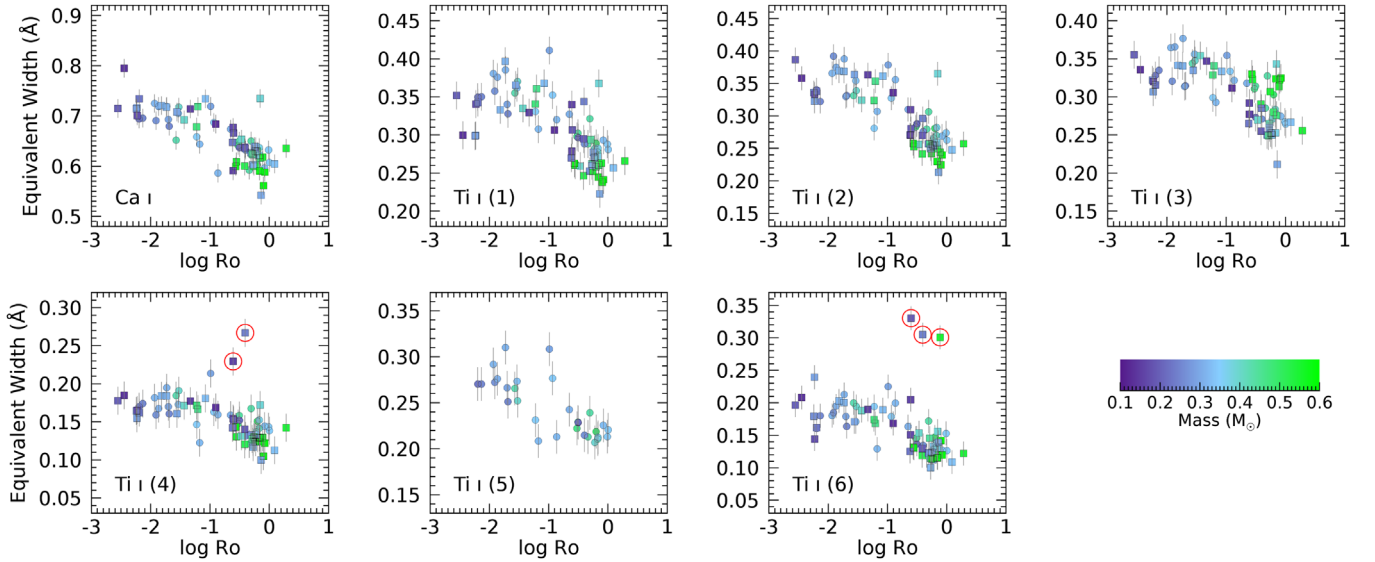 Equivalent Width (Å)
0.9
0.8
0.7
0.6
0.5
Ca ı
-3 -2 -1 0 1
log Ro
0.45
0.40
0.35
0.30
0.25
0.20
Ti ı (1)
-3 -2 -1 0 1
log Ro
0.45
0.40
0.35
0.30
0.25
0.20
0.15
Ti ı (2)
-3 -2 -1 0 1
log Ro
0.40
0.35
0.30
0.25
0.20
0.15
Ti ı (3)
-3 -2 -1 0 1
log Ro
Equivalent Width (Å)
0.30
0.25
0.20
0.15
0.10
0.05
Ti ı (4)
-3 -2 -1 0 1
log Ro
0.35
0.30
0.25
0.20
0.15
Ti ı (5)
-3 -2 -1 0 1
log Ro
0.35
0.30
0.25
0.20
0.15
0.10
0.05
Ti ı (6)
-3 -2 -1 0 1
log Ro
0.1 0.2 0.3 0.4 0.5 0.6
Mass (M☉)